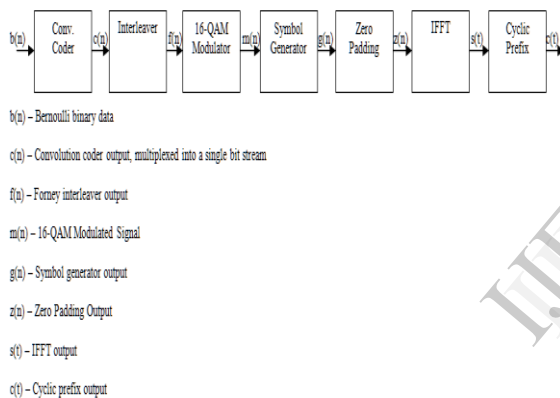 b(n) Conv. Coder c(n) Interleaver f(n) 16-QAM Modulator m(n) Symbol Generator g(n) Zero Padding z(n) IFFT s(t) Cyclic Prefix c(t)
b(n) – Bernoulli binary data
c(n) – Convolution coder output, multiplexed into a single bit stream
f(n) – Forney interleaver output
m(n) – 16-QAM Modulated Signal
g(n) – Symbol generator output
z(n) – Zero Padding Output
s(t) – IFFT output
c(t) – Cyclic prefix output